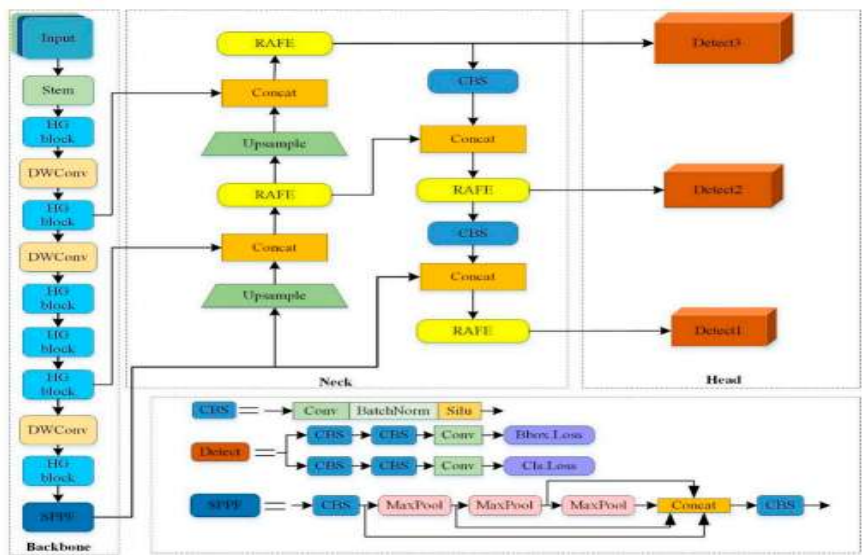 Input
Stem
HG
block
DWConv
HG
block
DWConv
HG
block
HG
block
HG
block
DWConv
HG
block
SPPF
Backbone
RAFE
Concat
Upsample
RAFE
Concat
Upsample
CBS
Concat
RAFE
CBS
Concat
RAFE
Neck
Detect3
Detect2
Detect1
Head
CBS
Conv BatchNorm Silu
Detect
CBS CBS Conv Bbox.Loss
CBS CBS Conv Cls.Loss
SPPF
CBS MaxPool MaxPool MaxPool Concat CBS